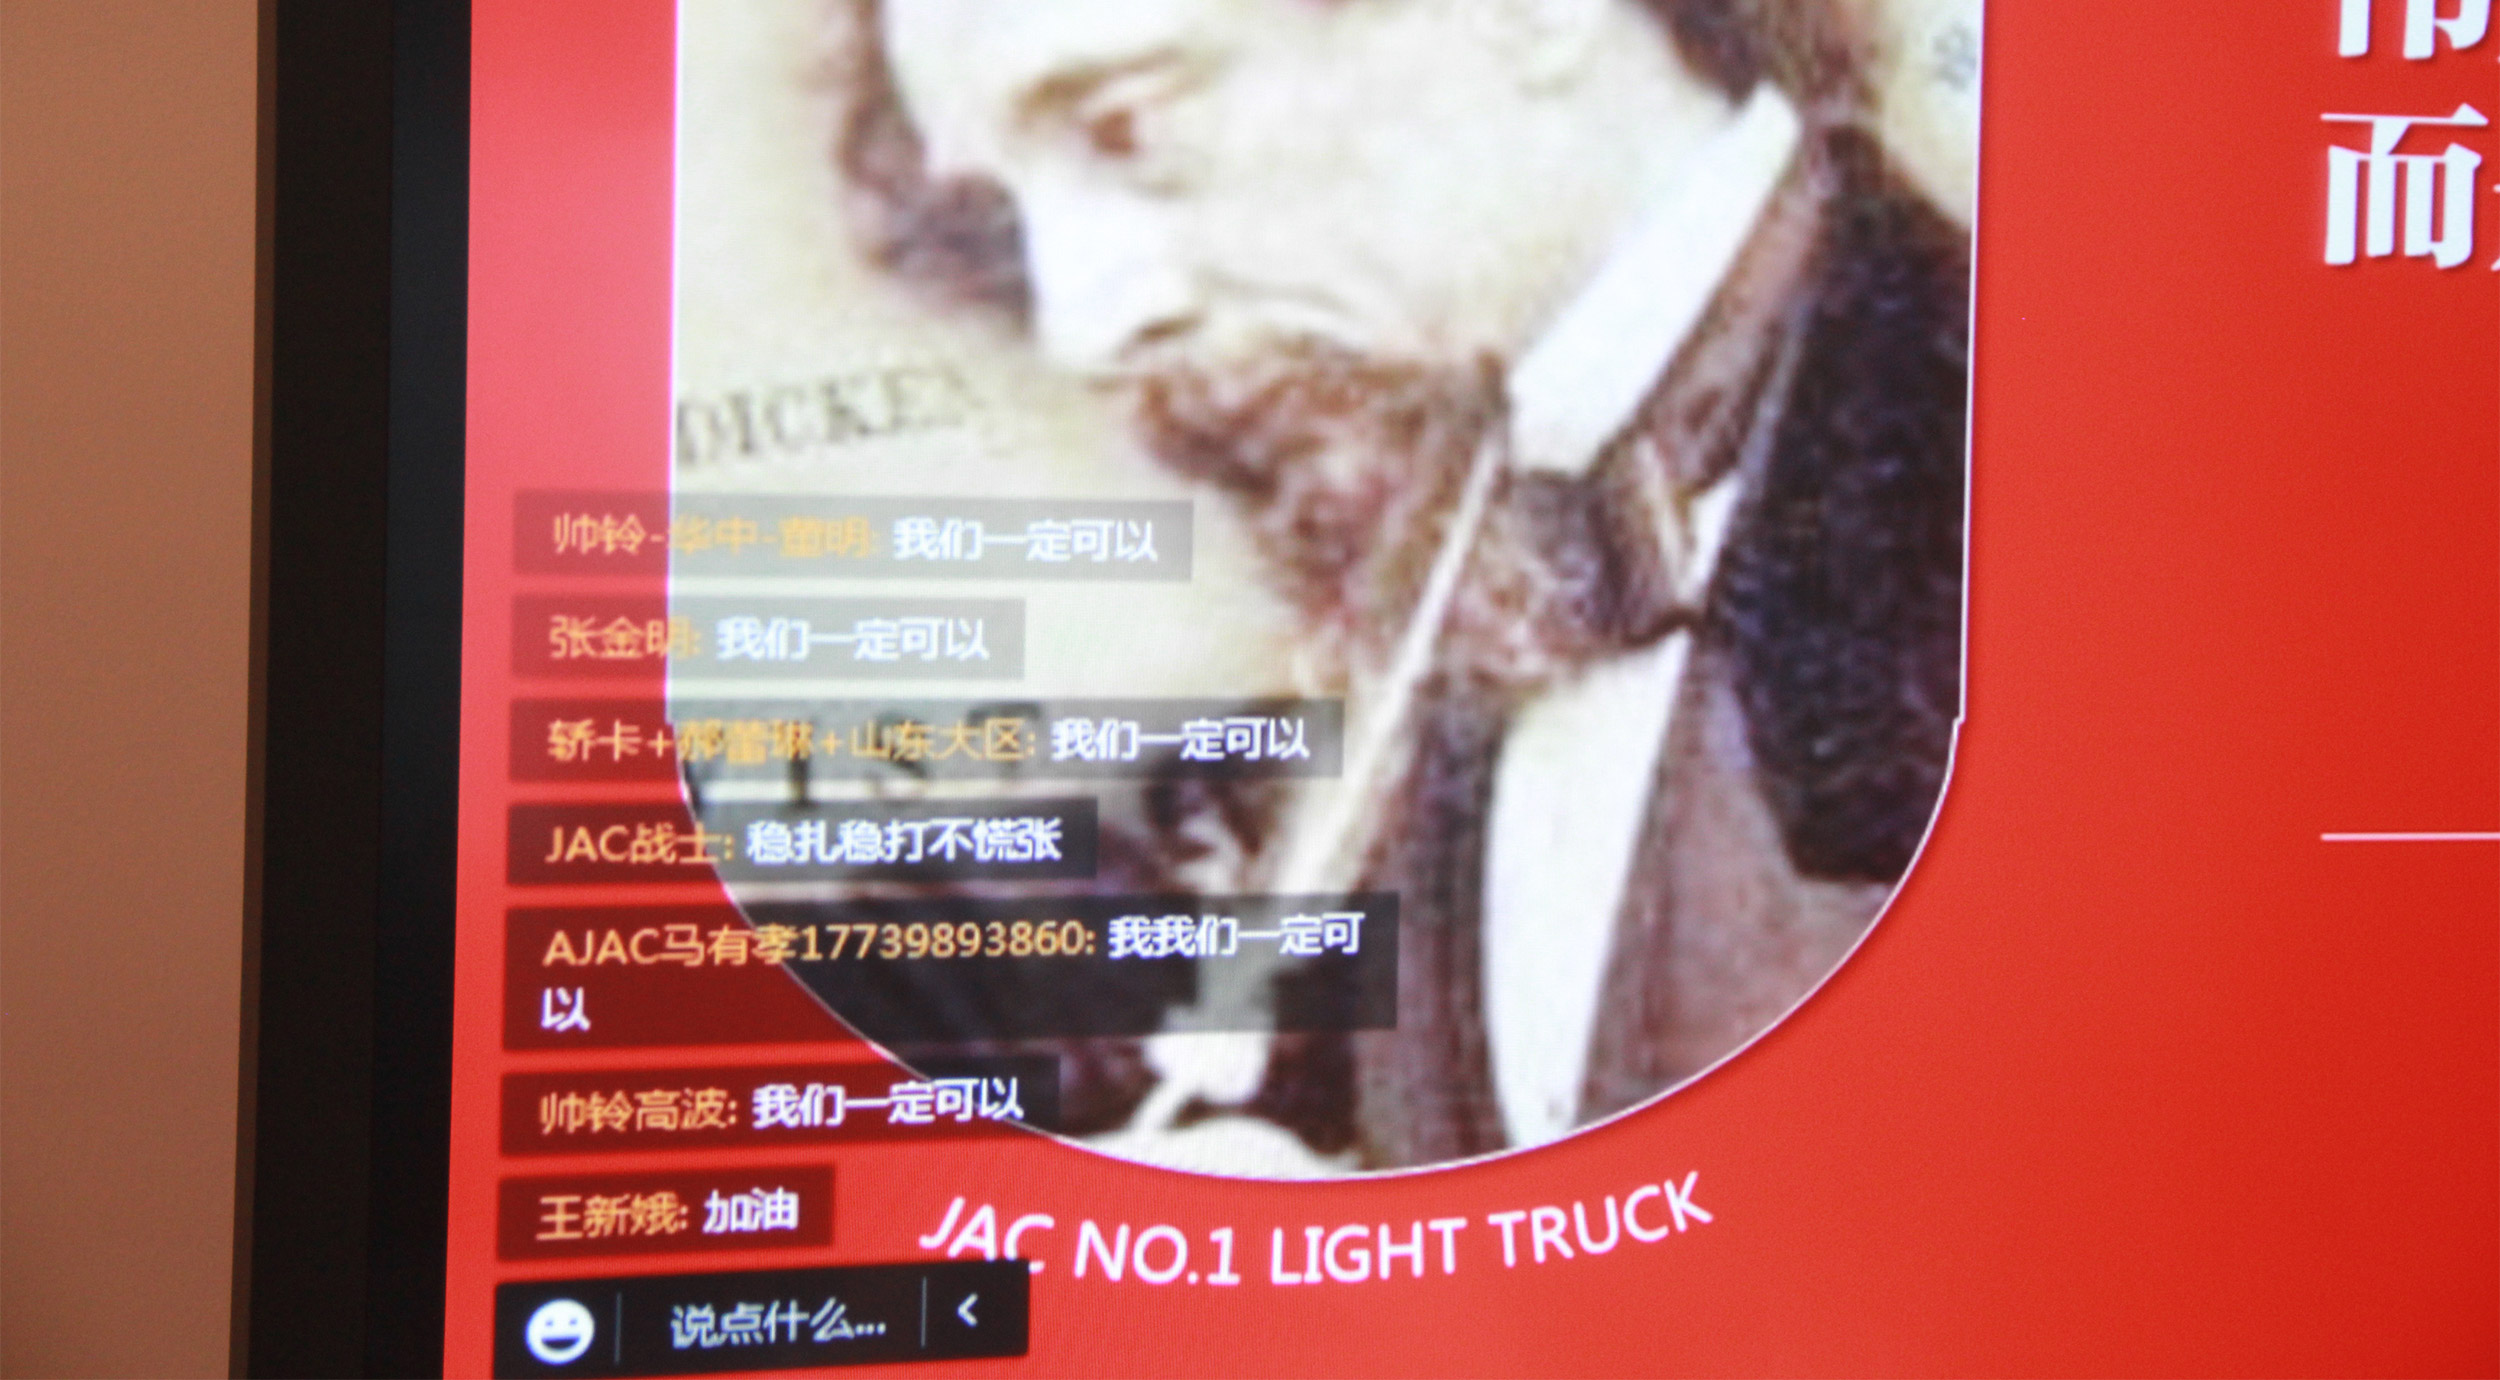 而
DICKEN
帅铃-华中-董明: 我们一定可以
张金明: 我们一定可以
轿卡+郝蕾琳+山东大区: 我们一定可以
JAC战士: 稳扎稳打不慌张
AJAC马有孝17739893860: 我我们一定可
以
帅铃高波: 我们一定可以
王新娥: 加油
JAC NO.1 LIGHT TRUCK
说点什么...